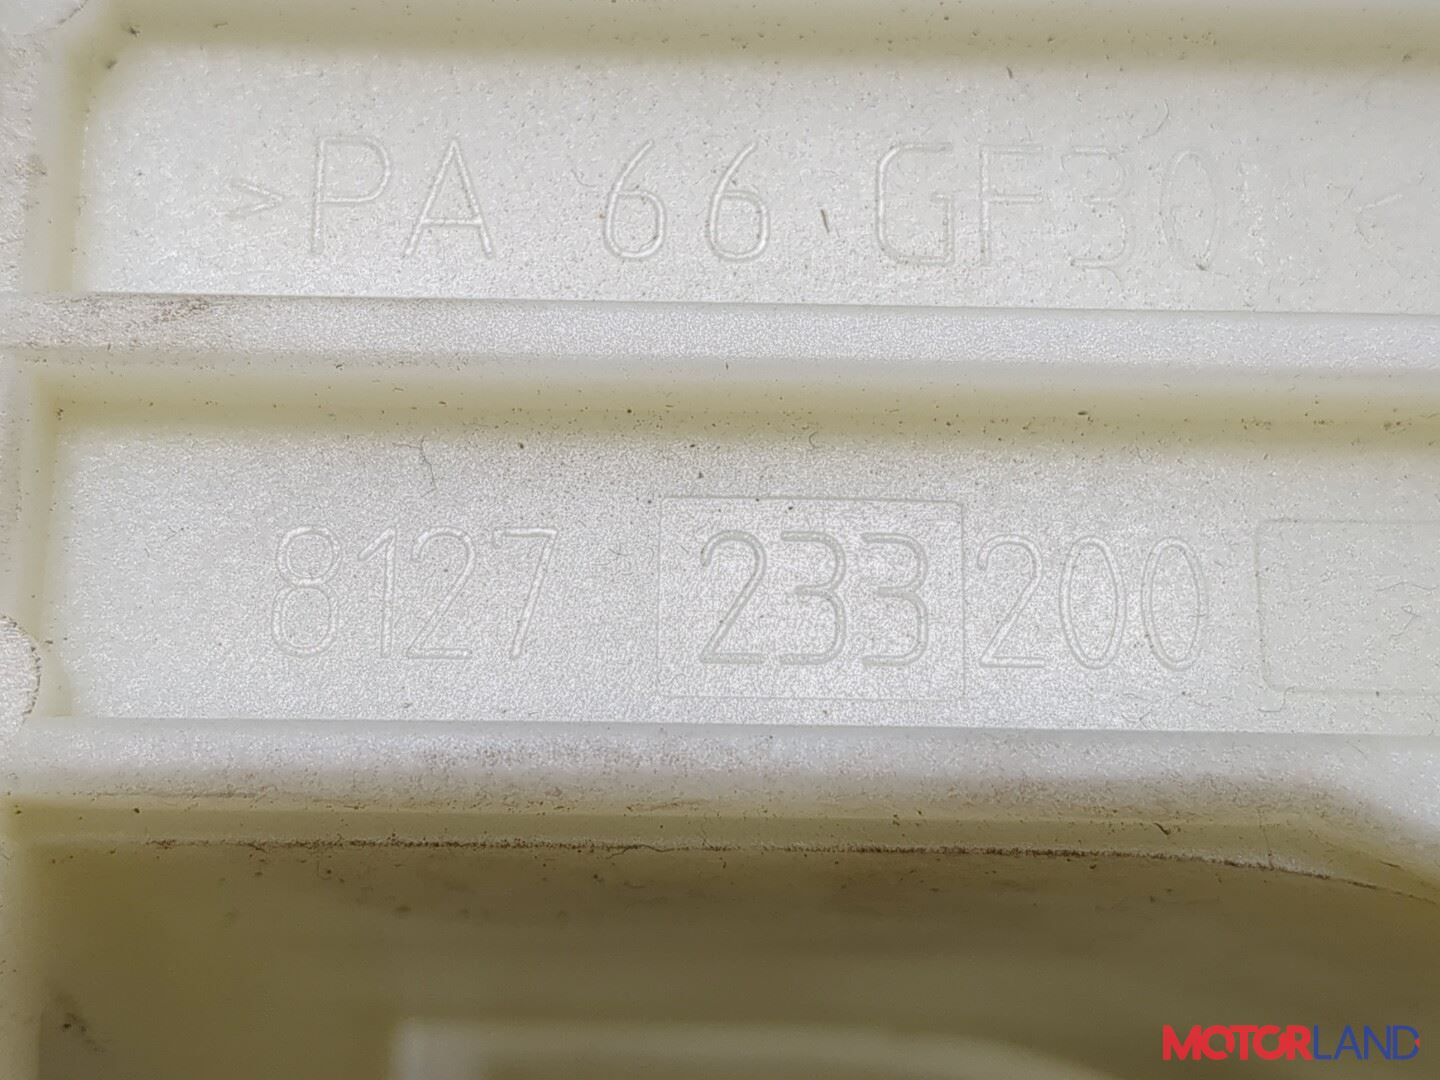 >PA 66 GF30 <
8127 233 200
MOTORLAND